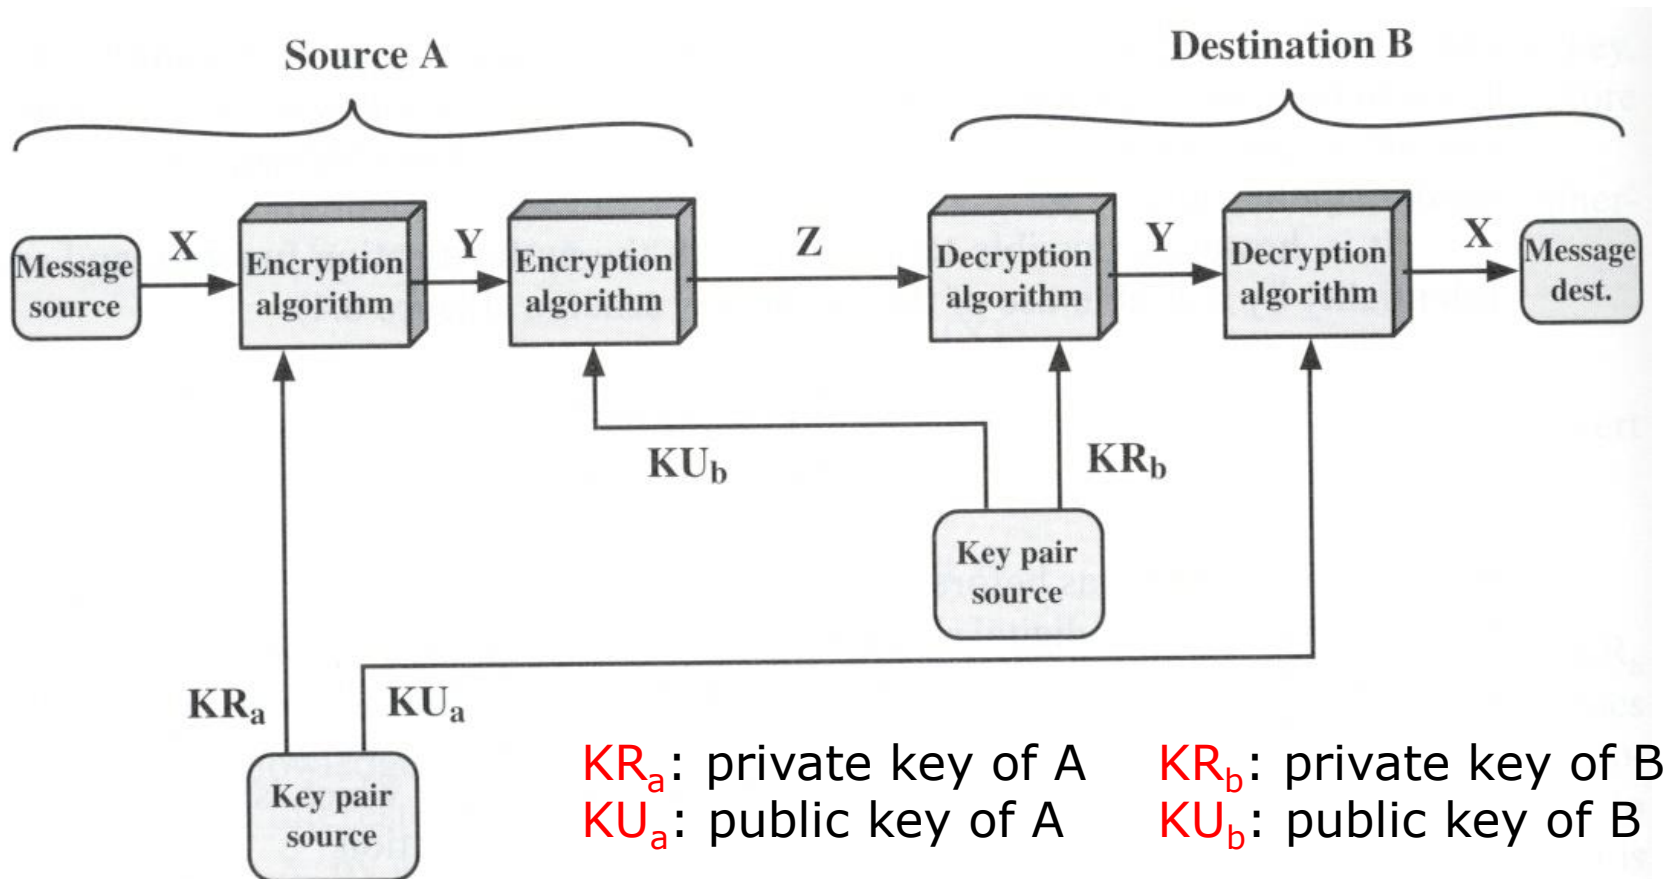 Source A
Destination B
Message
source
X
Encryption
algorithm
Y
Encryption
algorithm
Z
Decryption
algorithm
Y
Decryption
algorithm
X
Message
dest.
KUb
KRb
Key pair
source
KRa
KUa
Key pair
source
KRa: private key of A
KUa: public key of A
KRb: private key of B
KUb: public key of B